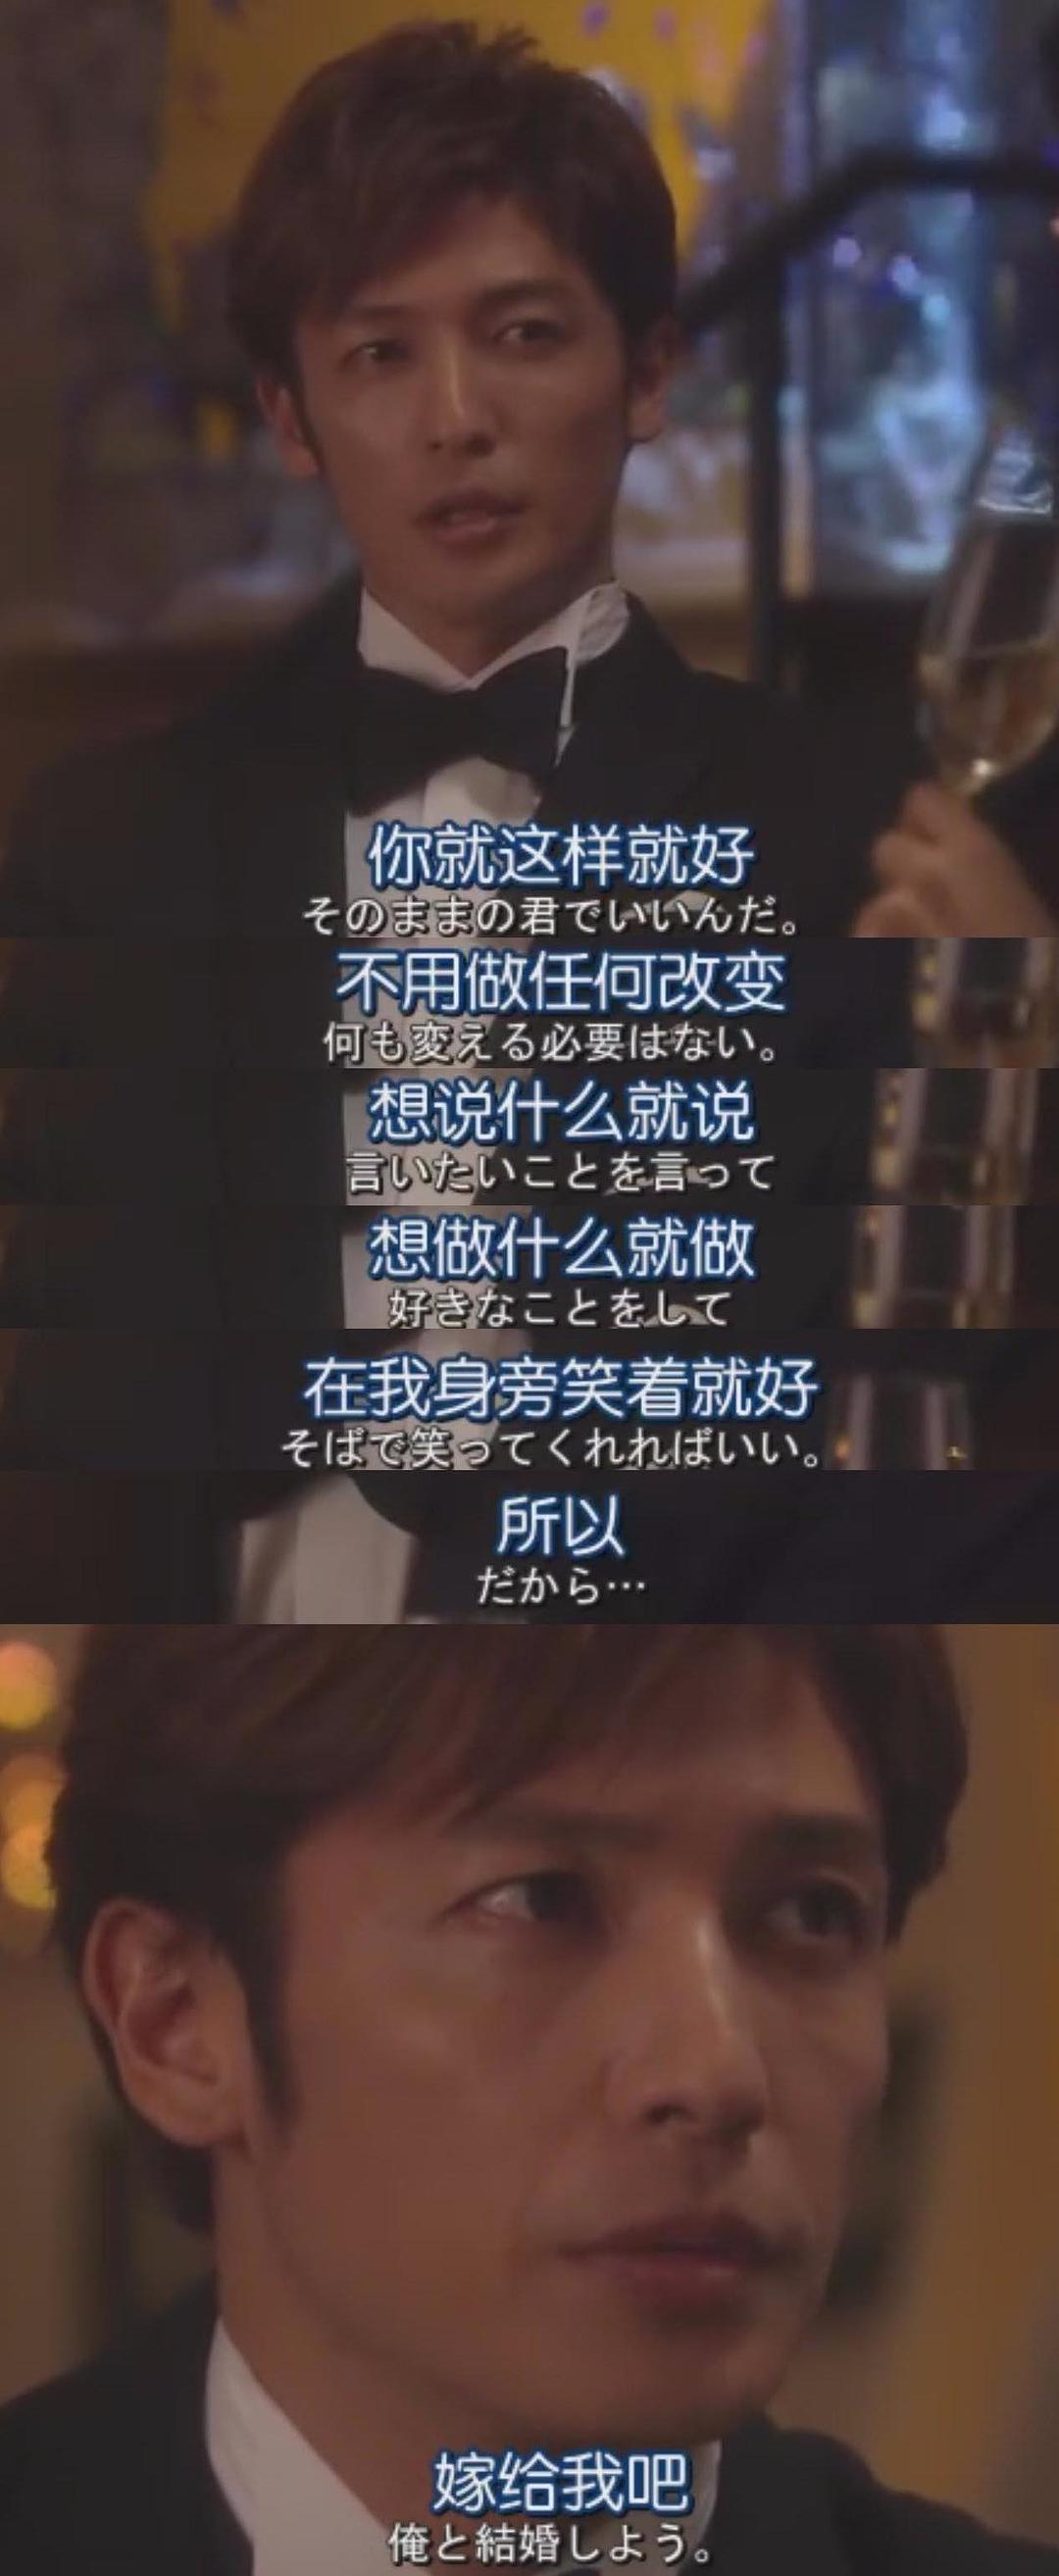 你就这样就好
そのままの君でいいんだ。
不用做任何改变
何も変える必要はない。
想说什么就说
言いたいことを言って
想做什么就做
好きなことをして
在我身旁笑着就好
そばで笑ってくれればいい。
所以
だから…
嫁给我吧
俺と結婚しよう。